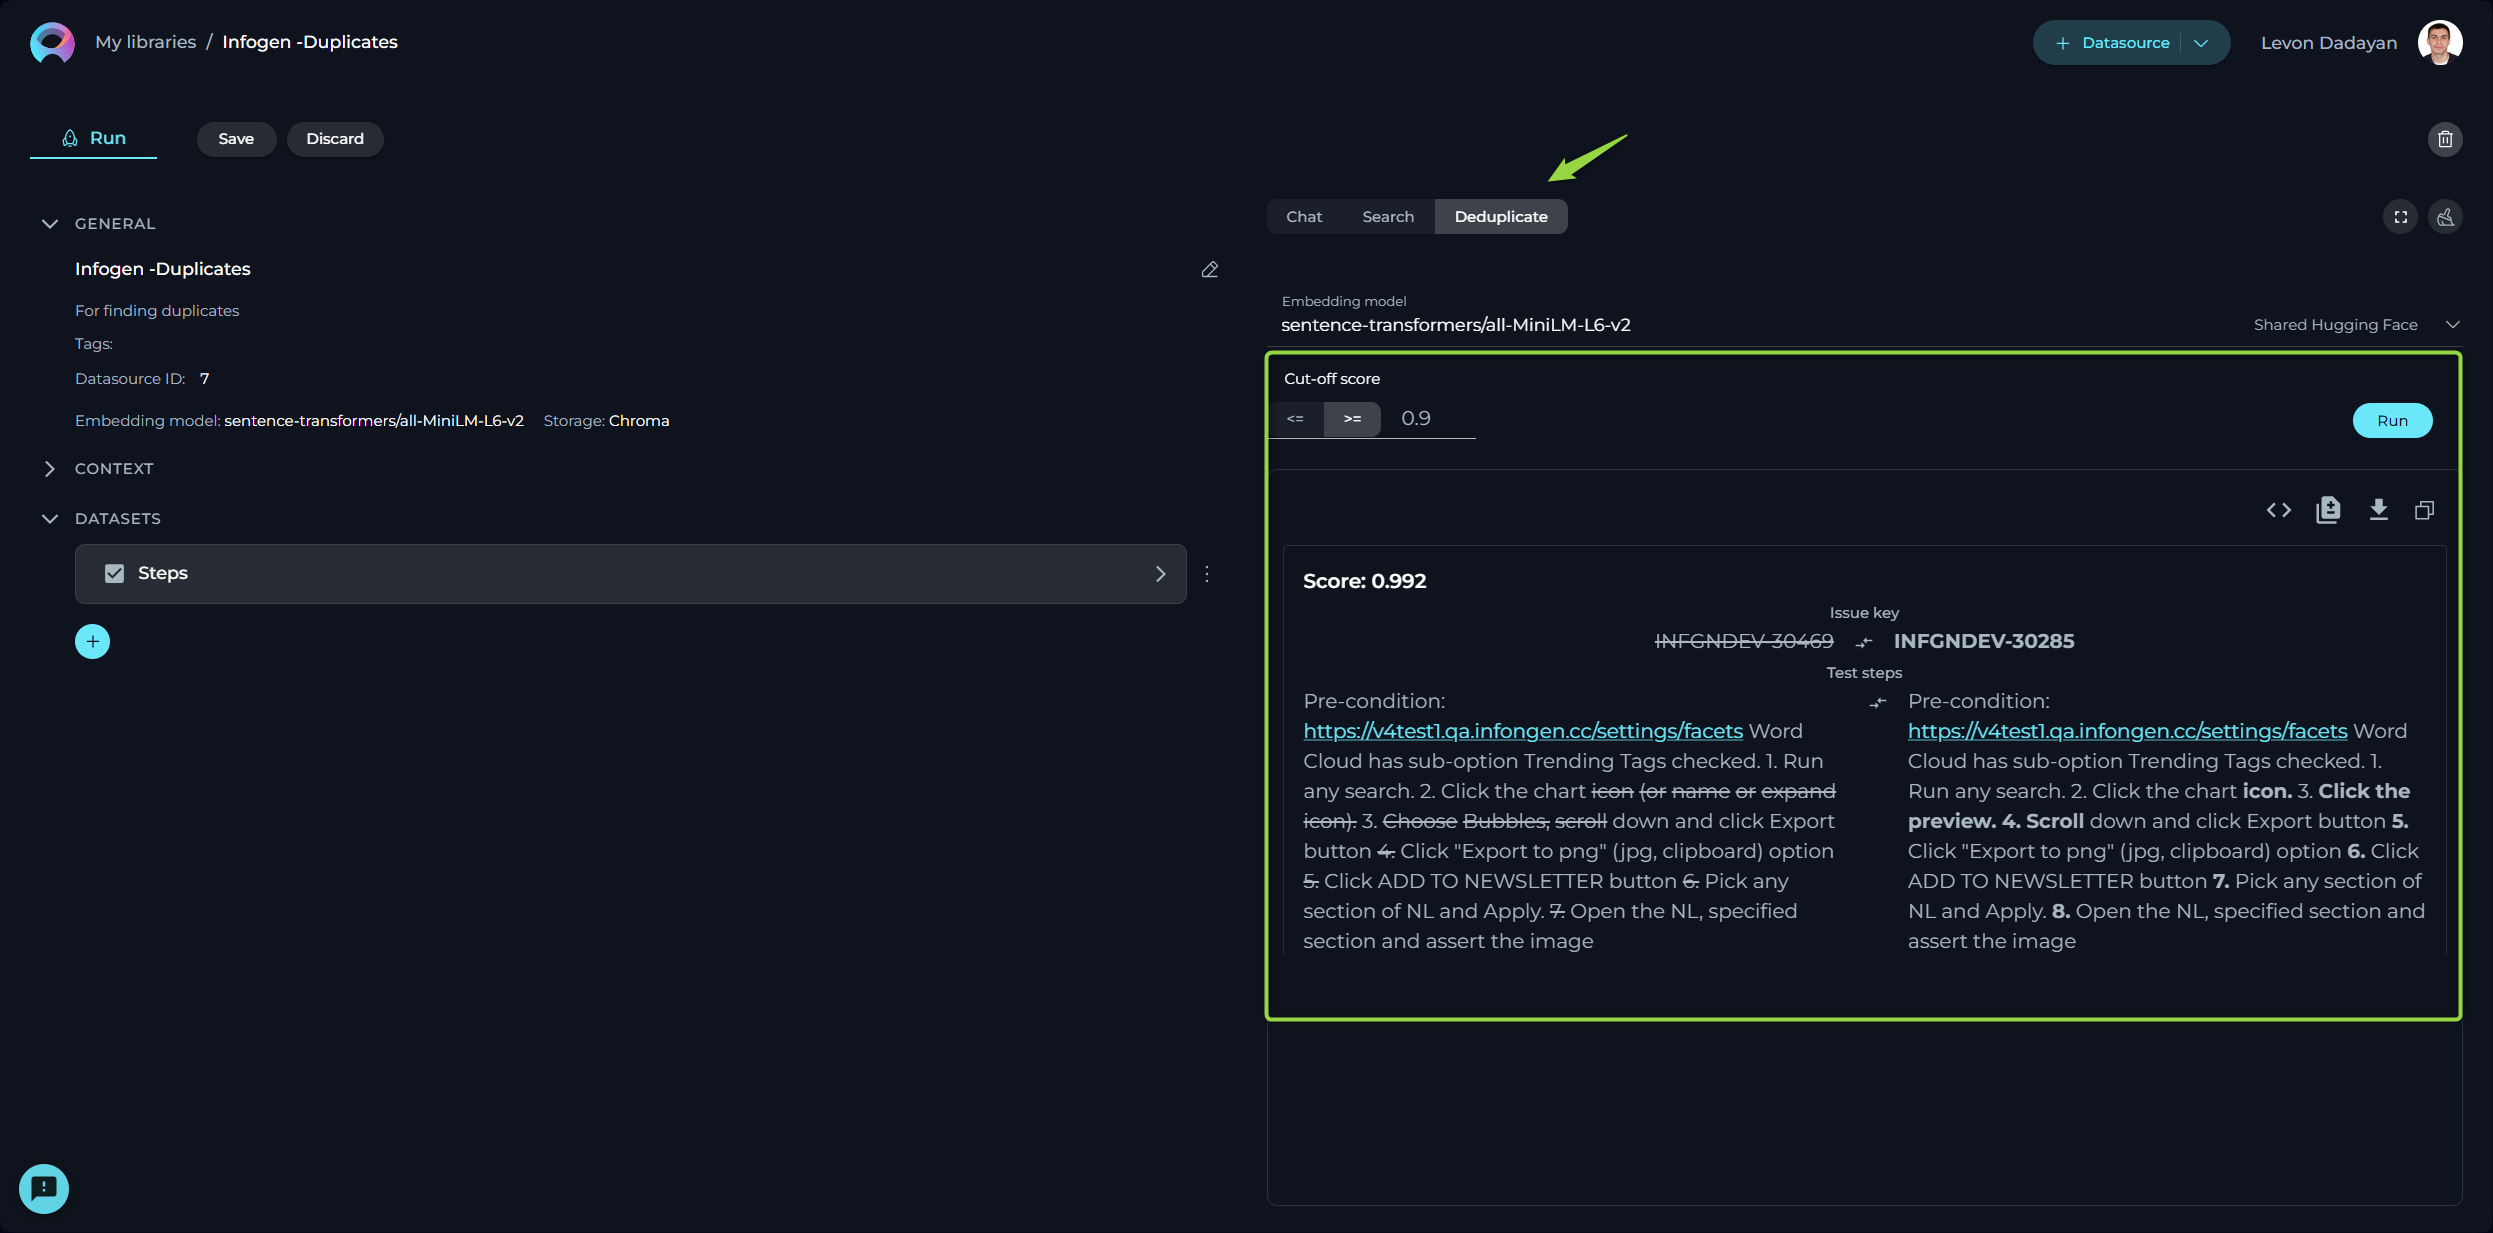 My libraries / Infogen -Duplicates
+ Datasource
Levon Dadayan
Run
Save
Discard
GENERAL
Infogen -Duplicates
For finding duplicates
Tags:
Datasource ID: 7
Embedding model: sentence-transformers/all-MiniLM-L6-v2 Storage: Chroma
CONTEXT
DATASETS
Steps
+
Chat
Search
Deduplicate
Embedding model
sentence-transformers/all-MiniLM-L6-v2
Shared Hugging Face
Cut-off score
<=
>=
0.9
Run
Score: 0.992
Issue key
INFGNDEV-30469
INFGNDEV-30285
Test steps
Pre-condition:
https://v4test1.qa.infongen.cc/settings/facets Word
Cloud has sub-option Trending Tags checked. 1. Run
any search. 2. Click the chart icon (or name or expand
icon). 3. Choose Bubbles, scroll down and click Export
button 4. Click "Export to png" (jpg, clipboard) option
5. Click ADD TO NEWSLETTER button 6. Pick any
section of NL and Apply. 7. Open the NL, specified
section and assert the image
Pre-condition:
https://v4test1.qa.infongen.cc/settings/facets Word
Cloud has sub-option Trending Tags checked. 1.
Run any search. 2. Click the chart icon. 3. Click the
preview. 4. Scroll down and click Export button 5.
Click "Export to png" (jpg, clipboard) option 6. Click
ADD TO NEWSLETTER button 7. Pick any section of
NL and Apply. 8. Open the NL, specified section and
assert the image